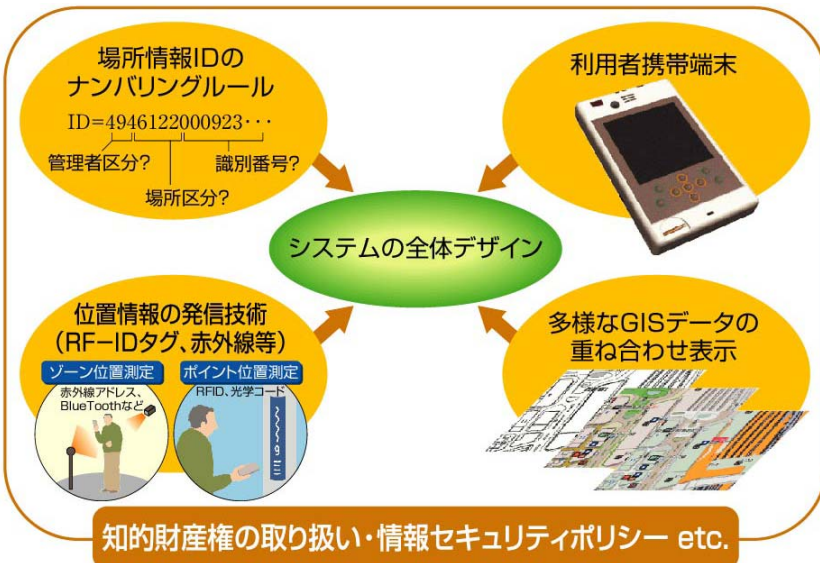 場所情報IDの
ナンバリングルール
ID=4946122000923・・・
管理者区分?
識別番号?
場所区分?
利用者携帯端末
システムの全体デザイン
位置情報の発信技術
(RF-IDタグ、赤外線等)
ゾーン位置測定
赤外線アドレス、
BlueToothなど
ポイント位置測定
RFID、光学コード
多様なGISデータの
重ね合わせ表示
知的財産権の取り扱い・情報セキュリティポリシー etc.